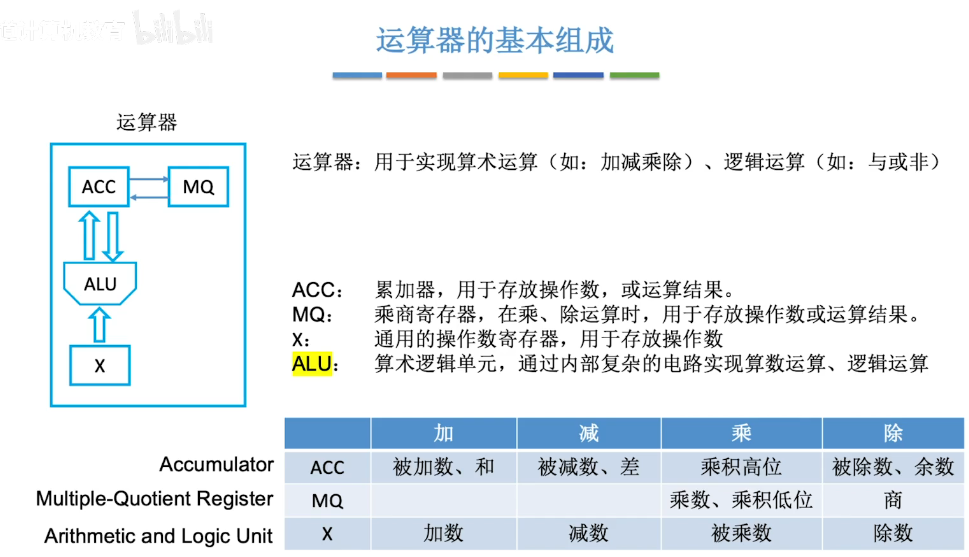 bilibili
运算器的基本组成
运算器
ACC
MQ
ALU
X
运算器：用于实现算术运算（如：加减乘除）、逻辑运算（如：与或非）
ACC： 累加器，用于存放操作数，或运算结果。
MQ： 乘商寄存器，在乘、除运算时，用于存放操作数或运算结果。
X： 通用的操作数寄存器，用于存放操作数
ALU： 算术逻辑单元，通过内部复杂的电路实现算数运算、逻辑运算
加 减 乘 除
Accumulator ACC 被加数、和 被减数、差 乘积高位 被除数、余数
Multiple-Quotient Register MQ 乘数、乘积低位 商
Arithmetic and Logic Unit X 加数 减数 被乘数 除数